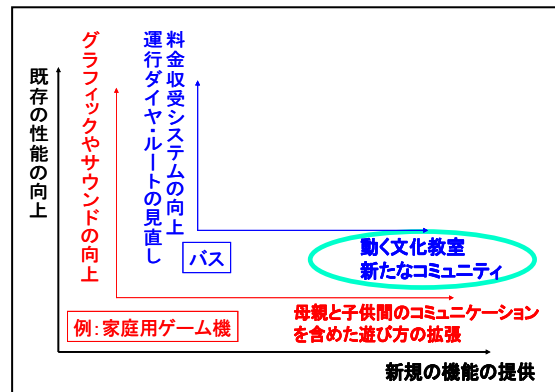 既存の性能の向上
グラフィックやサウンドの向上
料金収受システムの向上
運行ダイヤ・ルートの見直し
バス
動く文化教室
新たなコミュニティ
母親と子供間のコミュニケーション
を含めた遊び方の拡張
例：家庭用ゲーム機
新規の機能の提供